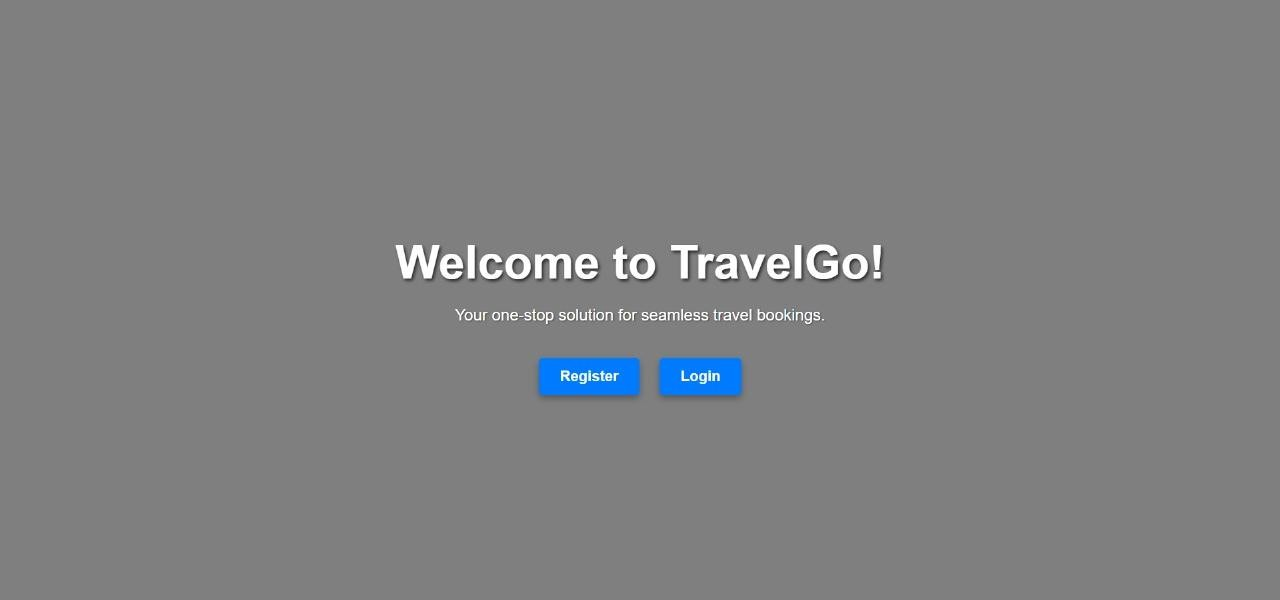 Welcome to TravelGo!
Your one-stop solution for seamless travel bookings.
Register Login